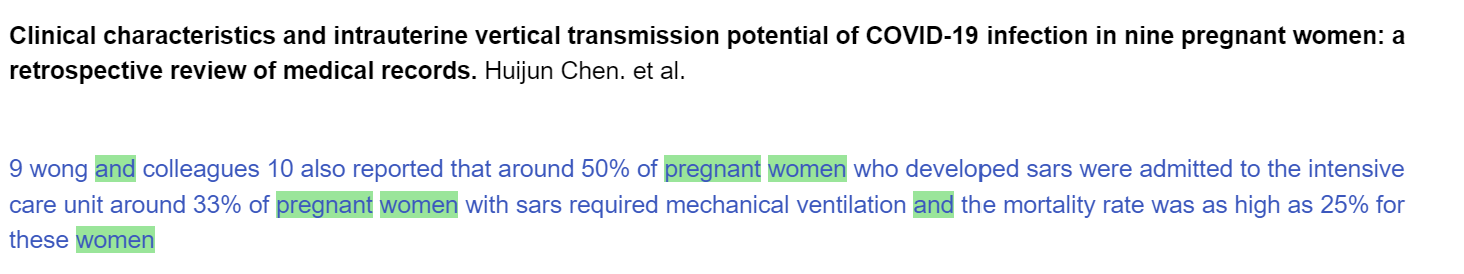 Clinical characteristics and intrauterine vertical transmission potential of COVID-19 infection in nine pregnant women: a
retrospective review of medical records. Huijun Chen. et al.
9 wong and colleagues 10 also reported that around 50% of pregnant women who developed sars were admitted to the intensive
care unit around 33% of pregnant women with sars required mechanical ventilation and the mortality rate was as high as 25% for
these women